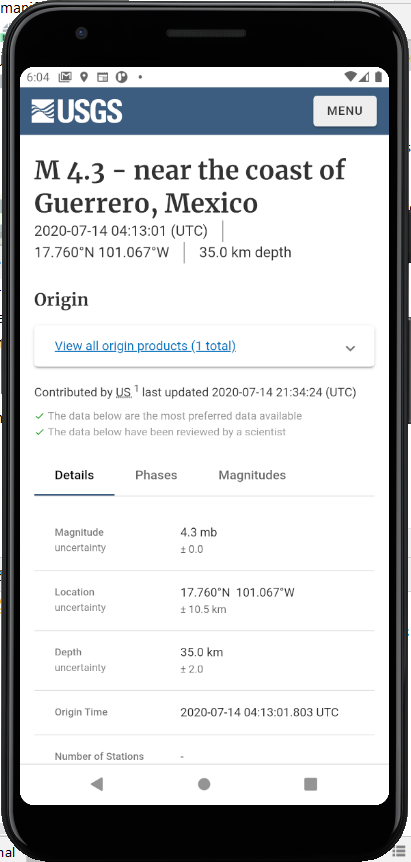 manif
6:04
USGS
MENU
M 4.3 - near the coast of
Guerrero, Mexico
2020-07-14 04:13:01 (UTC)
17.760°N 101.067°W
35.0 km depth
Origin
View all origin products (1 total)
Contributed by US 1 last updated 2020-07-14 21:34:24 (UTC)
The data below are the most preferred data available
The data below have been reviewed by a scientist
Details Phases Magnitudes
Magnitude 4.3 mb
uncertainty ± 0.0
Location 17.760°N 101.067°W
uncertainty ± 10.5 km
Depth 35.0 km
uncertainty ± 2.0
Origin Time 2020-07-14 04:13:01.803 UTC
Number of Stations -
nal